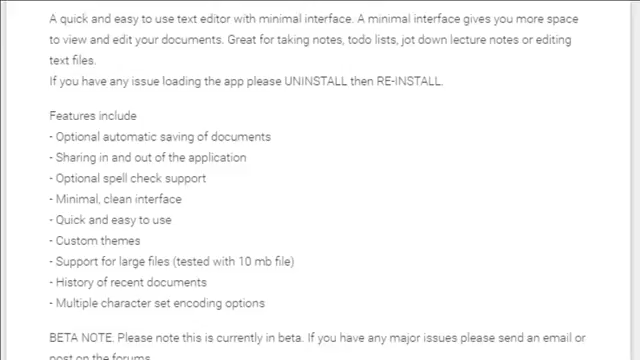 A quick and easy to use text editor with minimal interface. A minimal interface gives you more space
to view and edit your documents. Great for taking notes, todo lists, jot down lecture notes or editing
text files.
If you have any issue loading the app please UNINSTALL then RE-INSTALL.
Features include
- Optional automatic saving of documents
- Sharing in and out of the application
- Optional spell check support
- Minimal, clean interface
- Quick and easy to use
- Custom themes
- Support for large files (tested with 10 mb file)
- History of recent documents
- Multiple character set encoding options
BETA NOTE. Please note this is currently in beta. If you have any major issues please send an email or
post on the forums